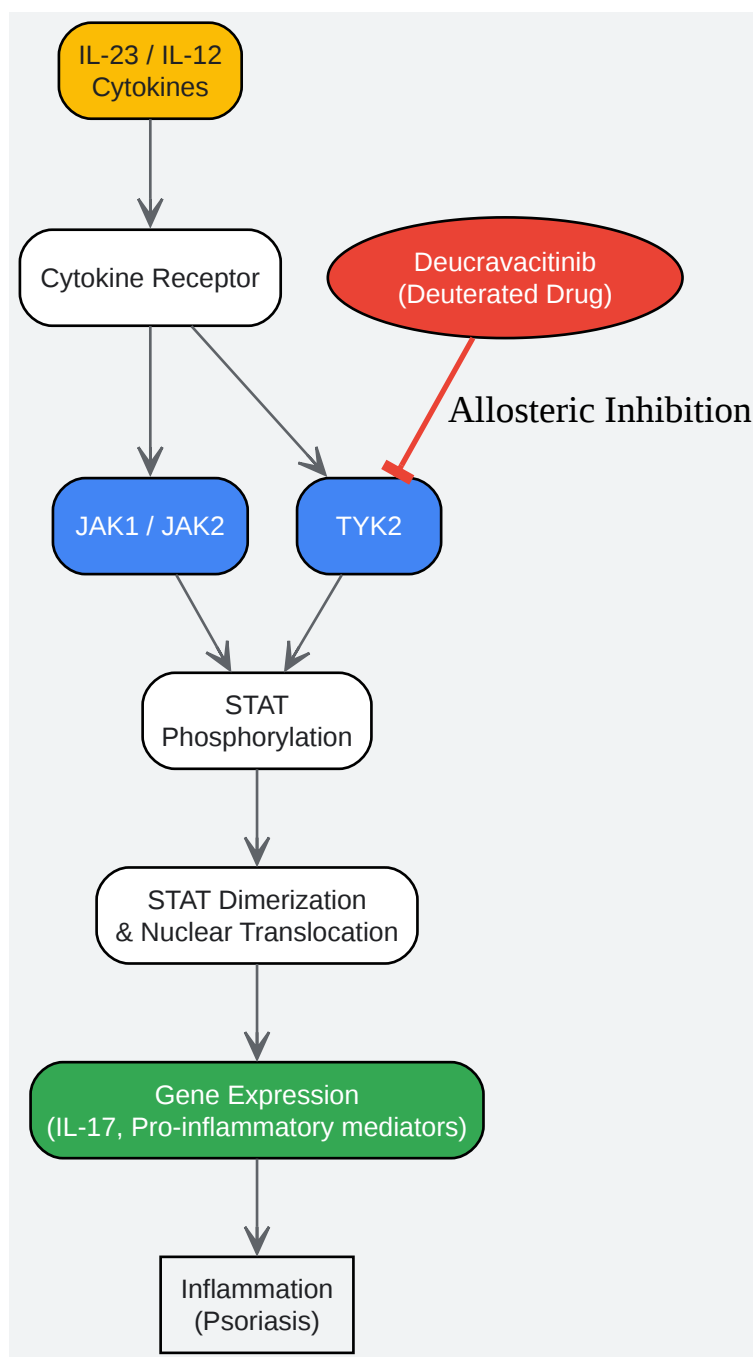 IL-23 / IL-12
Cytokines
Cytokine Receptor
Deucravacitinib
(Deuterated Drug)
Allosteric Inhibition
JAK1 / JAK2
TYK2
STAT
Phosphorylation
STAT Dimerization
& Nuclear Translocation
Gene Expression
(IL-17, Pro-inflammatory mediators)
Inflammation
(Psoriasis)